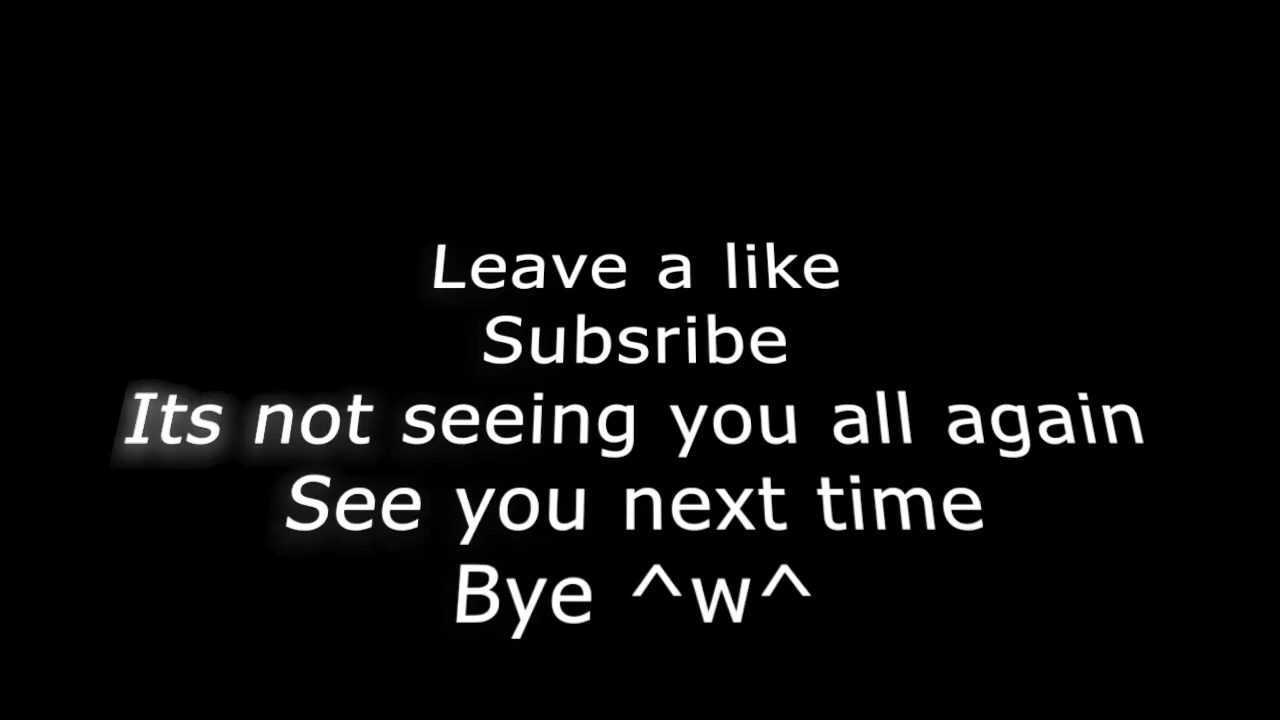 Leave a like
Subsribe
Its not seeing you all again
See you next time
Bye ^w^